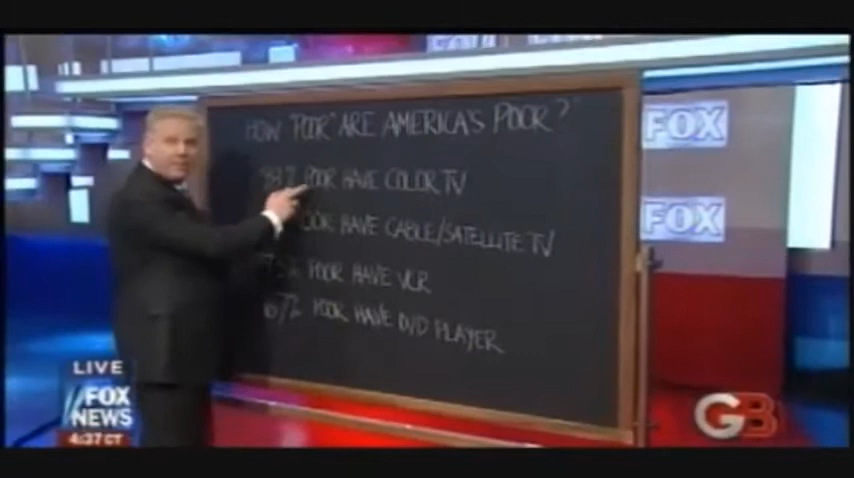 HOW "POOR" ARE AMERICA'S POOR?
POOR HAVE COLOR TV
HAVE CABLE/SATELLITE TV
POOR HAVE VCR
POOR HAVE DVD PLAYER
FOX
FOX
LIVE
FOX
NEWS
4:37 CT
GB